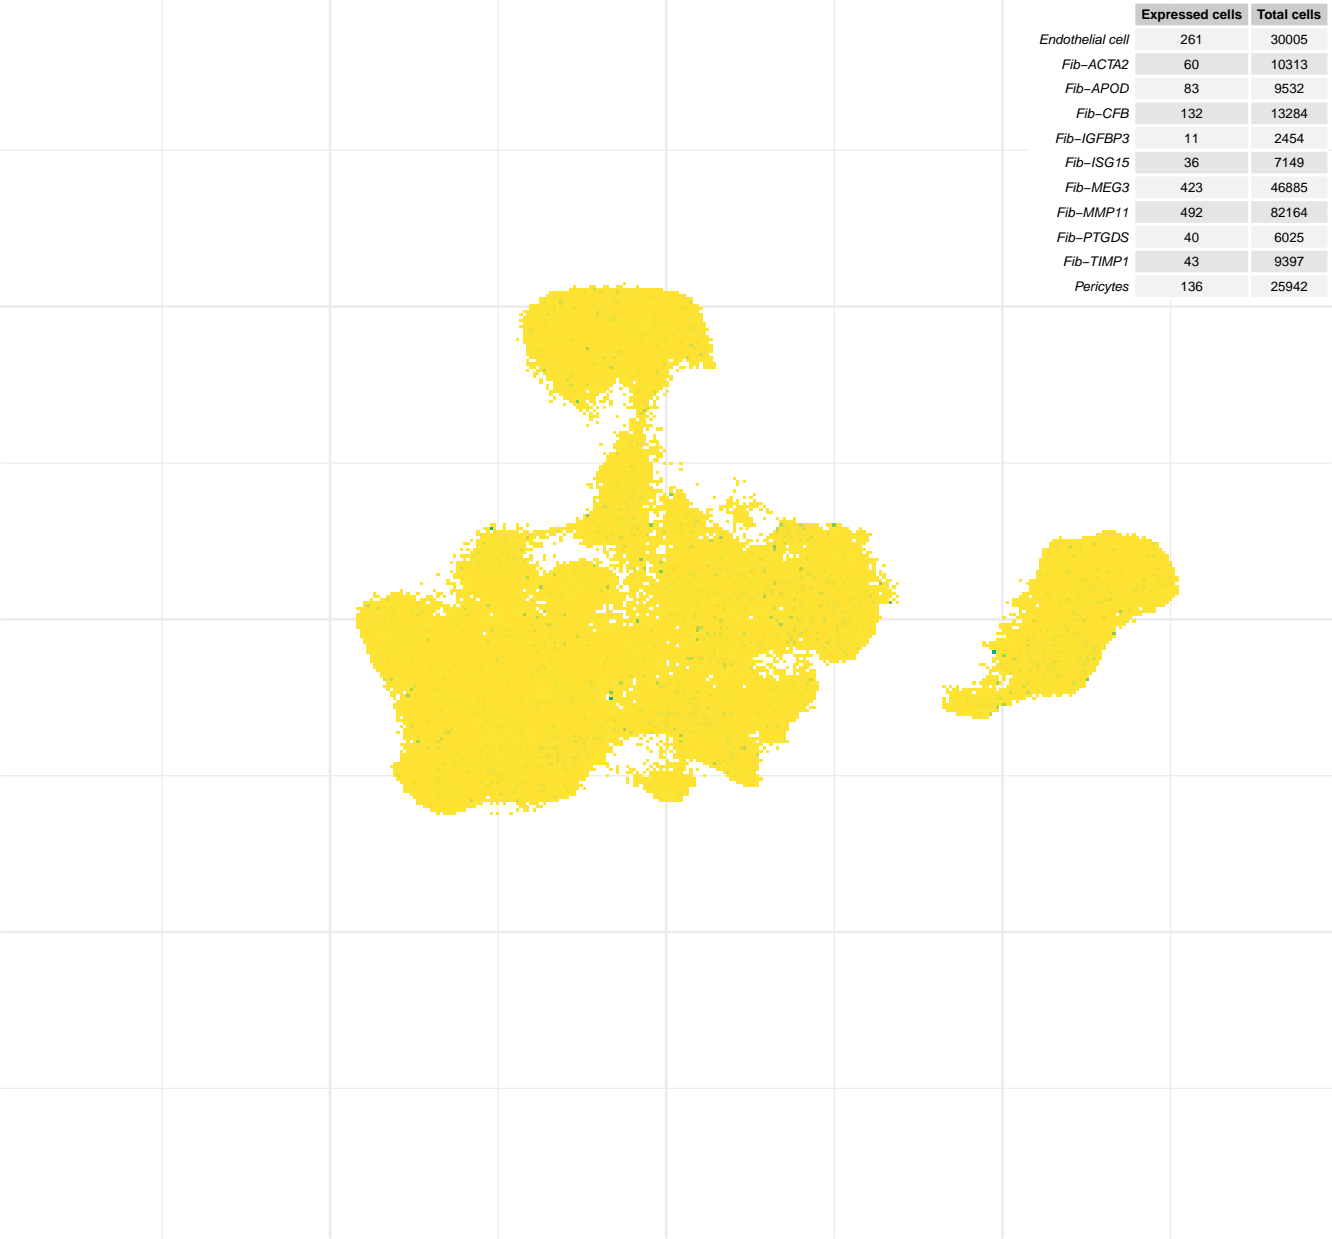 Expressed cells Total cells
Endothelial cell 261 30005
Fib−ACTA2 60 10313
Fib−APOD 83 9532
Fib−CFB 132 13284
Fib−IGFBP3 11 2454
Fib−ISG15 36 7149
Fib−MEG3 423 46885
Fib−MMP11 492 82164
Fib−PTGDS 40 6025
Fib−TIMP1 43 9397
Pericytes 136 25942